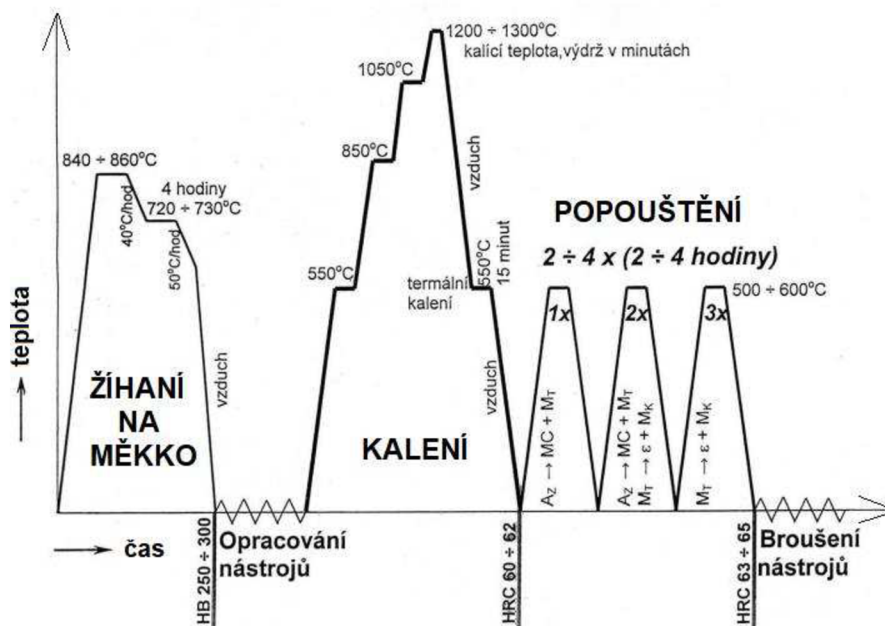 1200 ÷ 1300°C
kalící teplota,výdrž v minutách
1050°C
850°C
550°C
vzduch
termální
kalení
550°C
15 minut
vzduch
KALENÍ
840 ÷ 860°C
40°C/hod
4 hodiny
720 ÷ 730°C
50°C/hod
vzduch
ŽÍHANÍ
NA
MĚKKO
POPOUŠTĚNÍ
2 ÷ 4 x (2 ÷ 4 hodiny)
1x
2x
3x
500 ÷ 600°C
A_Z → MC + M_T
A_Z → MC + M_T
M_T → ε + M_K
M_T → ε + M_K
teplota
čas
HB 250 ÷ 300
Opracování
nástrojů
HRC 60 ÷ 62
HRC 63 ÷ 65
Broušení
nástrojů